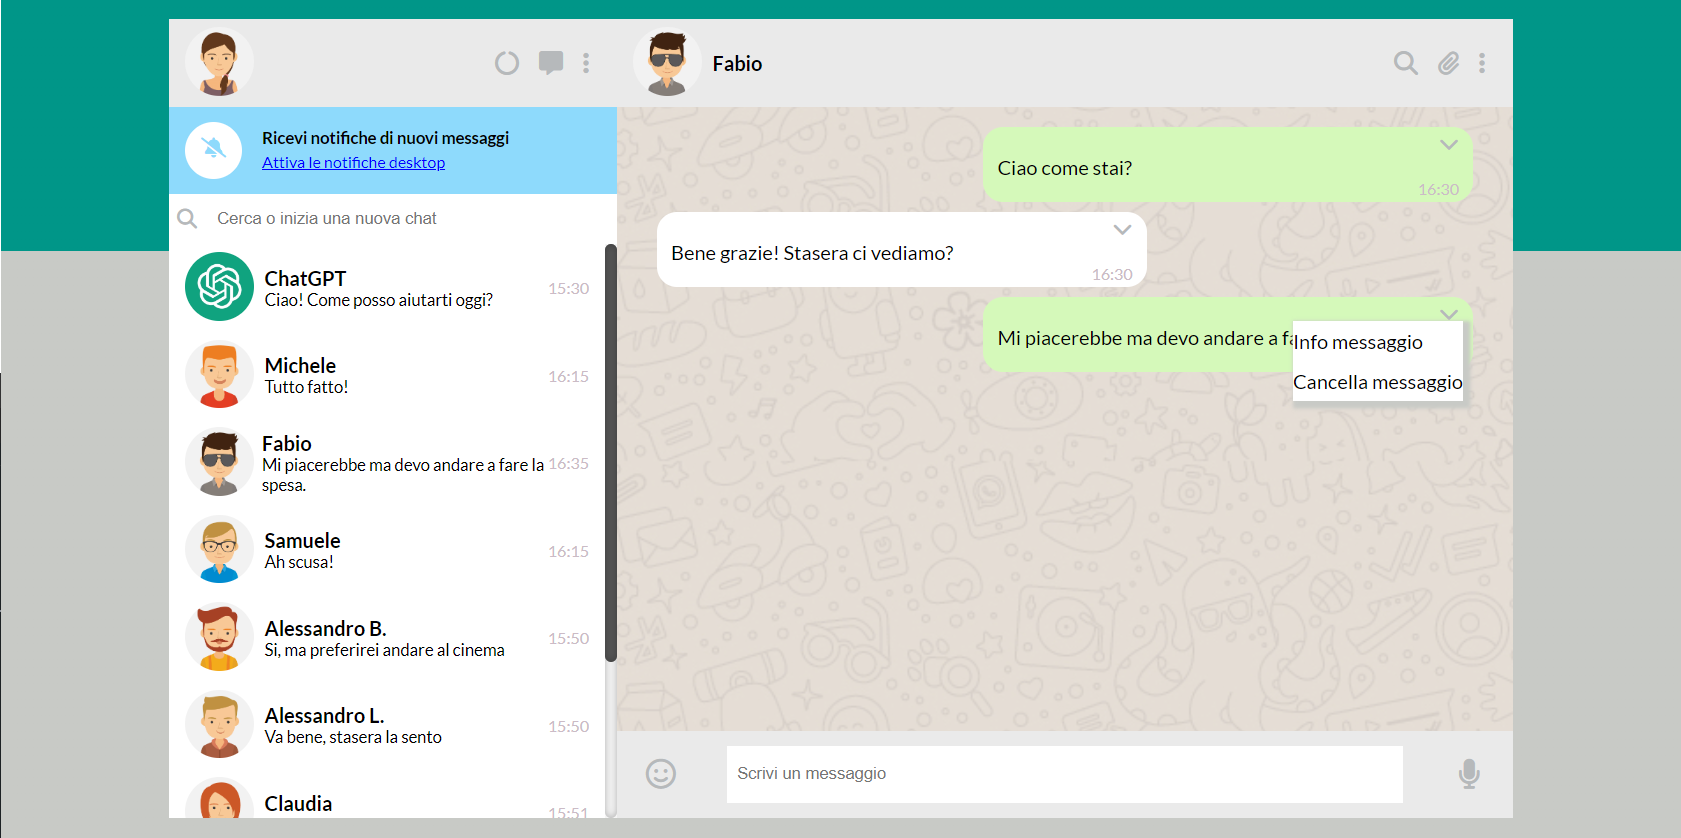 Fabio
Ricevi notifiche di nuovi messaggi
Attiva le notifiche desktop
Cerca o inizia una nuova chat
ChatGPT
Ciao! Come posso aiutarti oggi?
15:30
Michele
Tutto fatto!
16:15
Fabio
Mi piacerebbe ma devo andare a fare la
spesa.
16:35
Samuele
Ah scusa!
16:15
Alessandro B.
Si, ma preferirei andare al cinema
15:50
Alessandro L.
Va bene, stasera la sento
15:50
Claudia
15:51
Ciao come stai?
16:30
Bene grazie! Stasera ci vediamo?
16:30
Mi piacerebbe ma devo andare a fa
Info messaggio
Cancella messaggio
Scrivi un messaggio